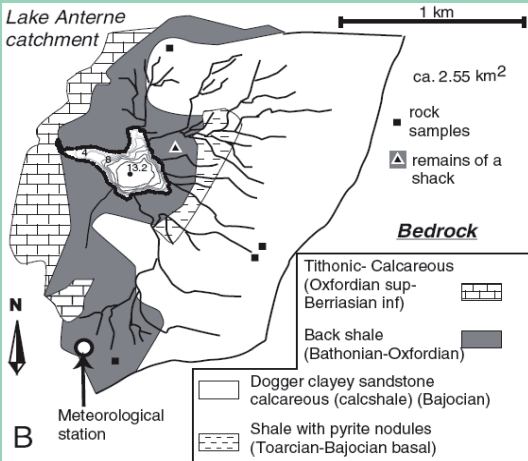 Lake Anterne
catchment
1 km
ca. 2.55 km²
rock
samples
remains of a
shack
4
8
13.2
Bedrock
Tithonic- Calcareous
(Oxfordian sup-
Berriasian inf)
Back shale
(Bathonian-Oxfordian)
Dogger clayey sandstone
calcareous (calcshale) (Bajocian)
Shale with pyrite nodules
(Toarcian-Bajocian basal)
N
Meteorological
station
B